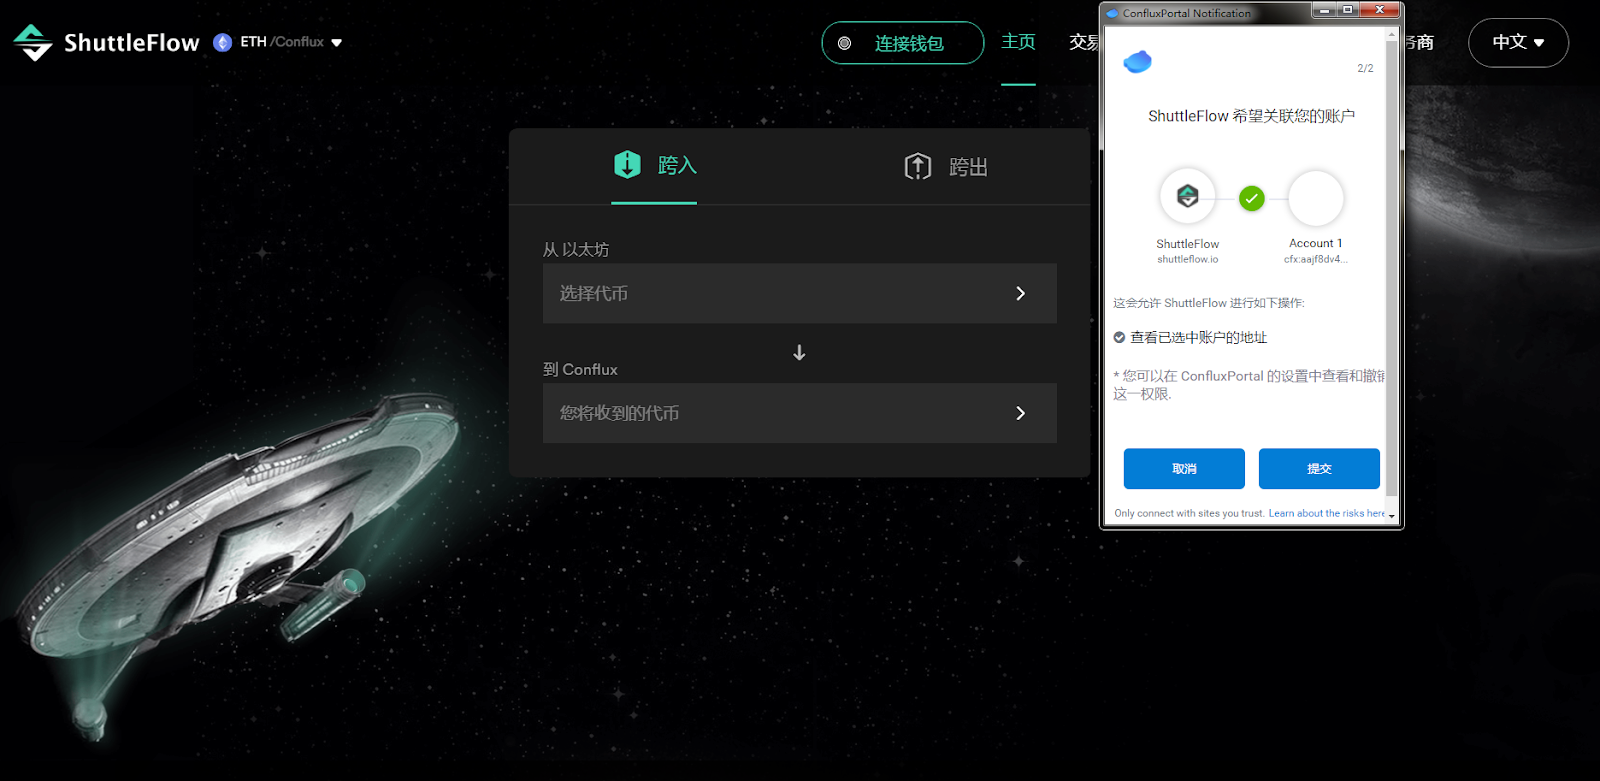 ShuttleFlow
ETH /Conflux
连接钱包
主页
交易
务商
中文
跨入
跨出
从 以太坊
选择代币
到 Conflux
您将收到的代币
ConfluxPortal Notification
2/2
ShuttleFlow 希望关联您的账户
ShuttleFlow
shuttleflow.io
Account 1
cfx:aajf8dv4...
这会允许 ShuttleFlow 进行如下操作:
查看已选中账户的地址
* 您可以在 ConfluxPortal 的设置中查看和撤销
这一权限.
取消
提交
Only connect with sites you trust. Learn about the risks here